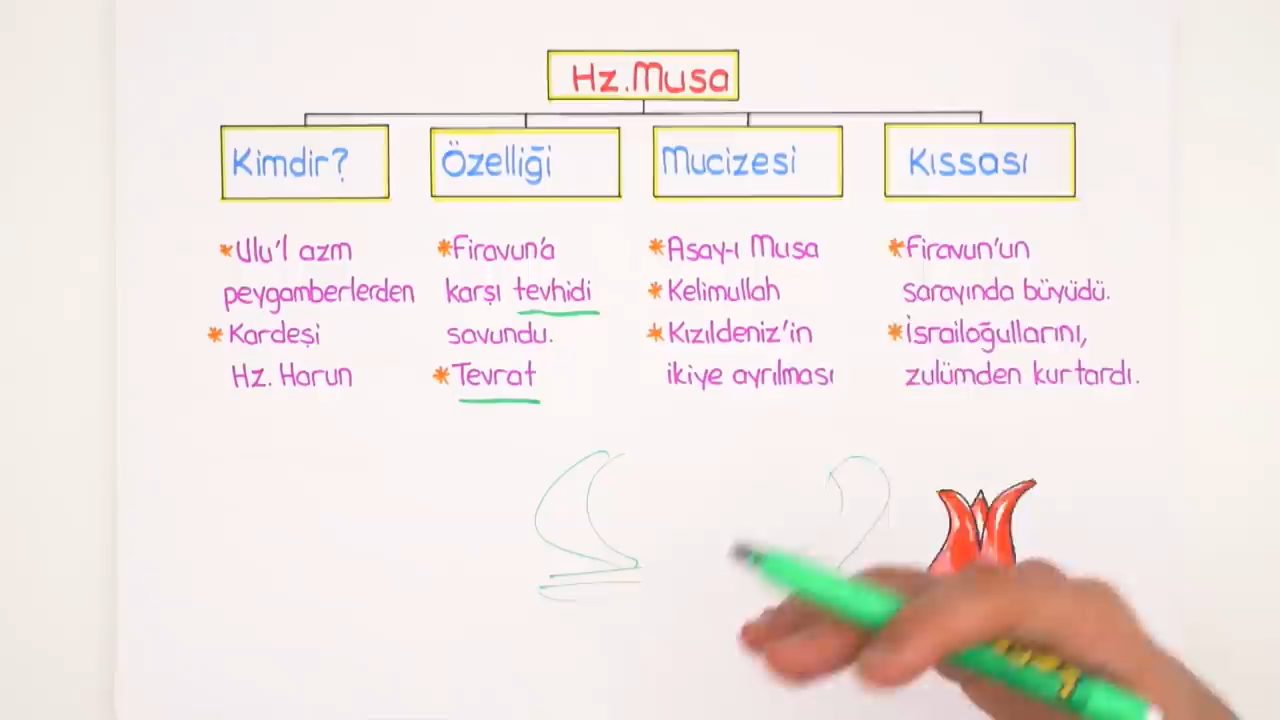 Hz. Musa
Kimdir?
*Ulu'l azm
peygamberlerden
*Kardeşi
Hz. Harun
Özelliği
*Firavun'a
karşı tevhidi
savundu.
*Tevrat
Mucizesi
*Asay-ı Musa
*Kelimullah
*Kızıldeniz'in
ikiye ayrılması
Kıssası
*Firavun'un
sarayında büyüdü.
*İsrailoğullarını,
zulümden kurtardı.